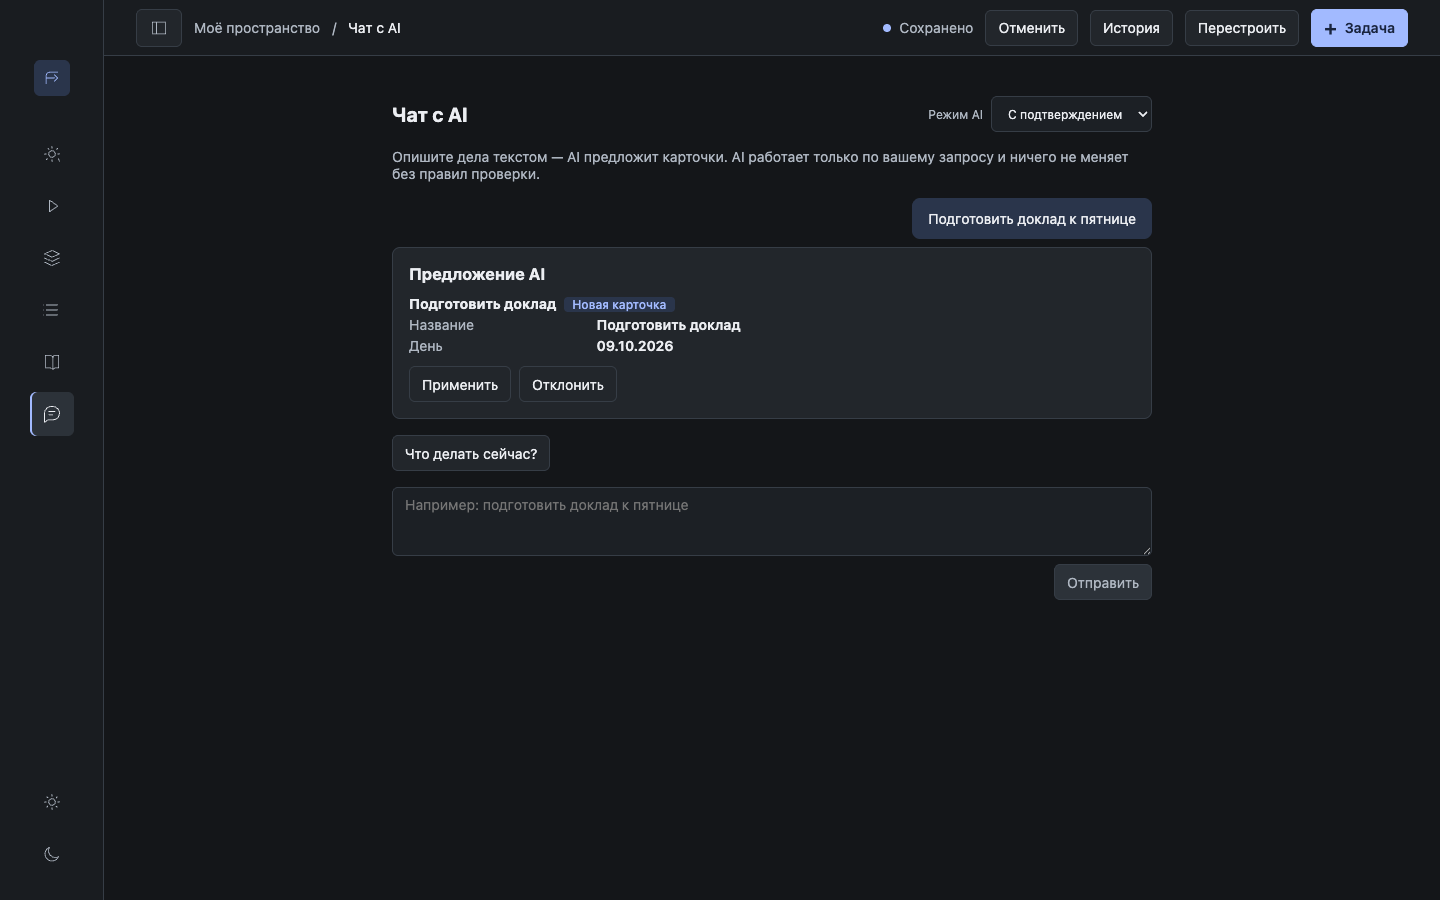 Моё пространство / Чат с AI
Сохранено
Отменить
История
Перестроить
+ Задача
Чат с AI
Режим AI
С подтверждением
Опишите дела текстом — AI предложит карточки. AI работает только по вашему запросу и ничего не меняет
без правил проверки.
Подготовить доклад к пятнице
Предложение AI
Подготовить доклад Новая карточка
Название Подготовить доклад
День 09.10.2026
Применить
Отклонить
Что делать сейчас?
Например: подготовить доклад к пятнице
Отправить